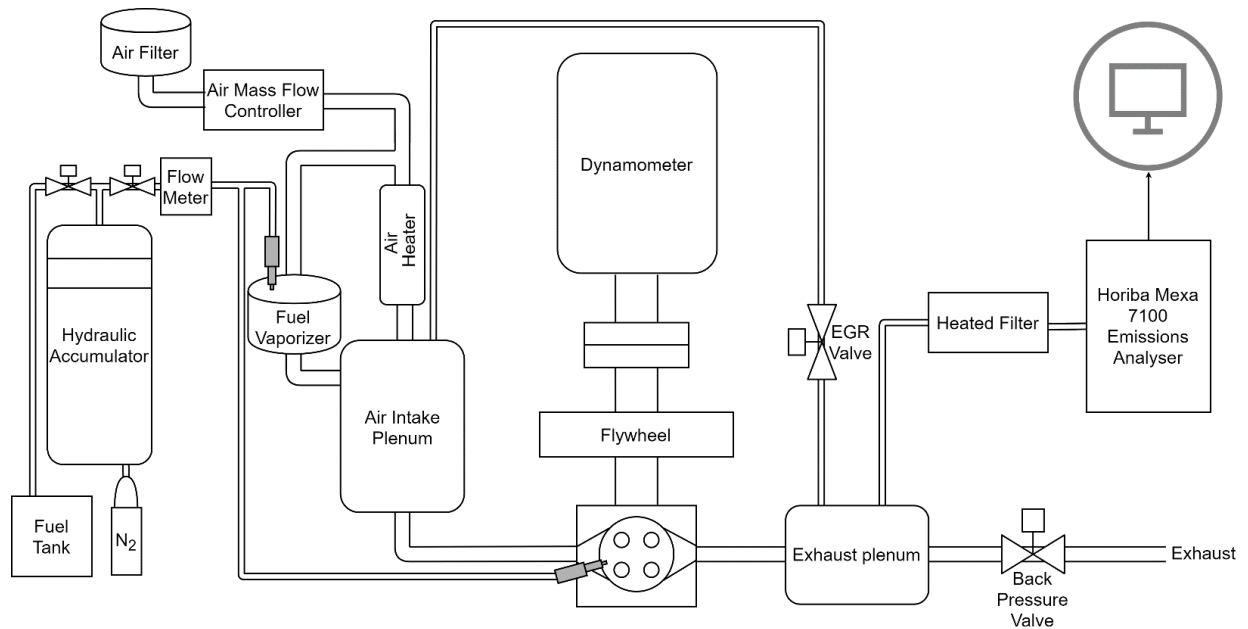 Air Filter
Air Mass Flow
Controller
Flow
Meter
Dynamometer
Air
Heater
Fuel
Vaporizer
Hydraulic
Accumulator
EGR
Valve
Heated Filter
Horiba Mexa
7100
Emissions
Analyser
Air Intake
Plenum
Flywheel
Fuel
Tank
N2
Exhaust plenum
Exhaust
Back
Pressure
Valve